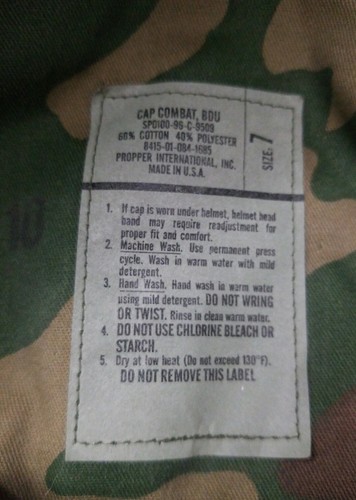 CAP COMBAT, BDU
SPO100-99-C-9509
60% COTTON 40% POLYESTER
8415-01-084-1685
PROPPER INTERNATIONAL, INC.
MADE IN U.S.A.
SIZE: 7
1. If cap is worn under helmet, helmet head
band may require readjustment for
proper fit and comfort.
2. Machine Wash. Use permanent press
cycle. Wash in warm water with mild
detergent.
3. Hand Wash. Hand wash in warm water
using mild detergent. DO NOT WRING
OR TWIST. Rinse in clean warm water.
4. DO NOT USE CHLORINE BLEACH OR
STARCH.
5. Dry at low heat (Do not exceed 130°F).
DO NOT REMOVE THIS LABEL